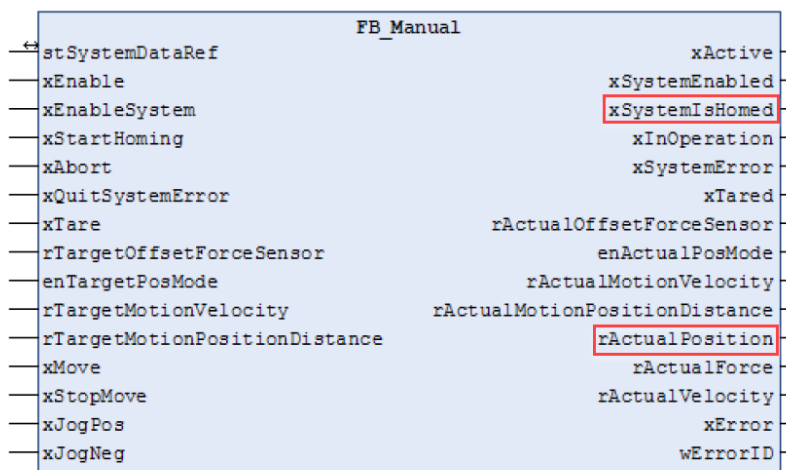 FB_Manual
stSystemDataRef xActive
xEnable xSystemEnabled
xEnableSystem xSystemIsHomed
xStartHoming xInOperation
xAbort xSystemError
xQuitSystemError xTared
xTare rActualOffsetForceSensor
rTargetOffsetForceSensor enActualPosMode
enTargetPosMode rActualMotionVelocity
rTargetMotionVelocity rActualMotionPositionDistance
rTargetMotionPositionDistance rActualPosition
xMove rActualForce
xStopMove rActualVelocity
xJogPos xError
xJogNeg wErrorID